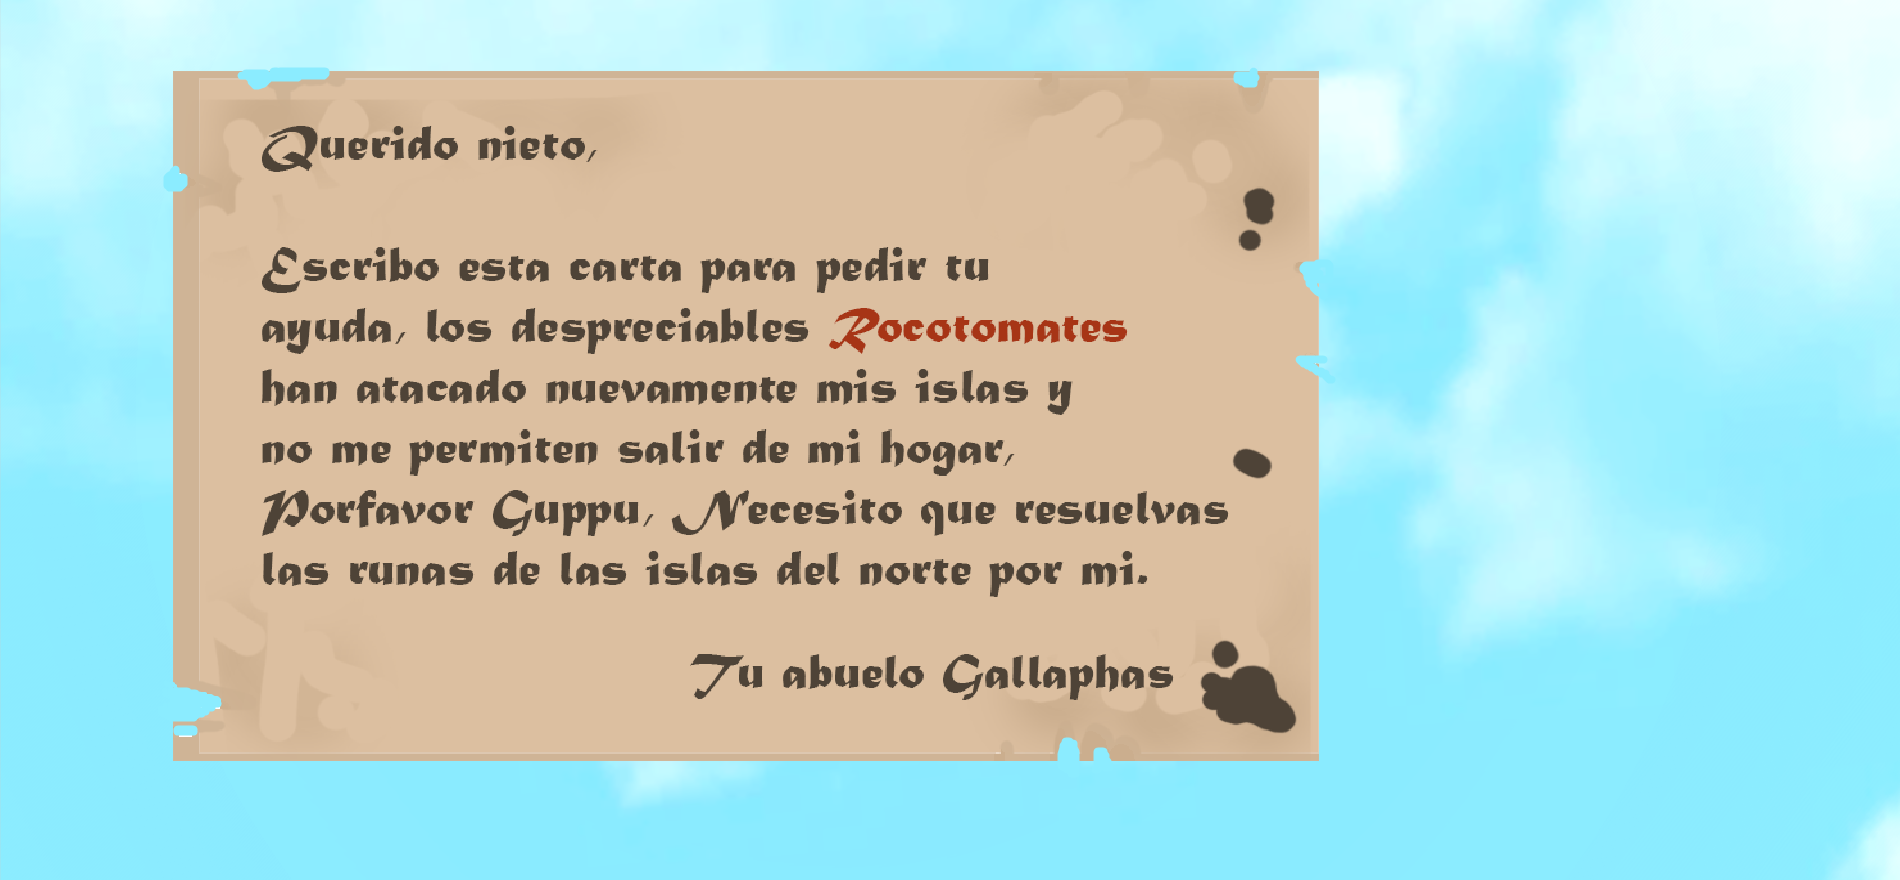 Querido nieto,
Escribo esta carta para pedir tu
ayuda, los despreciables Rocotomates
han atacado nuevamente mis islas y
no me permiten salir de mi hogar,
Porfavor Guppu, Necesito que resuelvas
las runas de las islas del norte por mi.
Tu abuelo Gallaphas